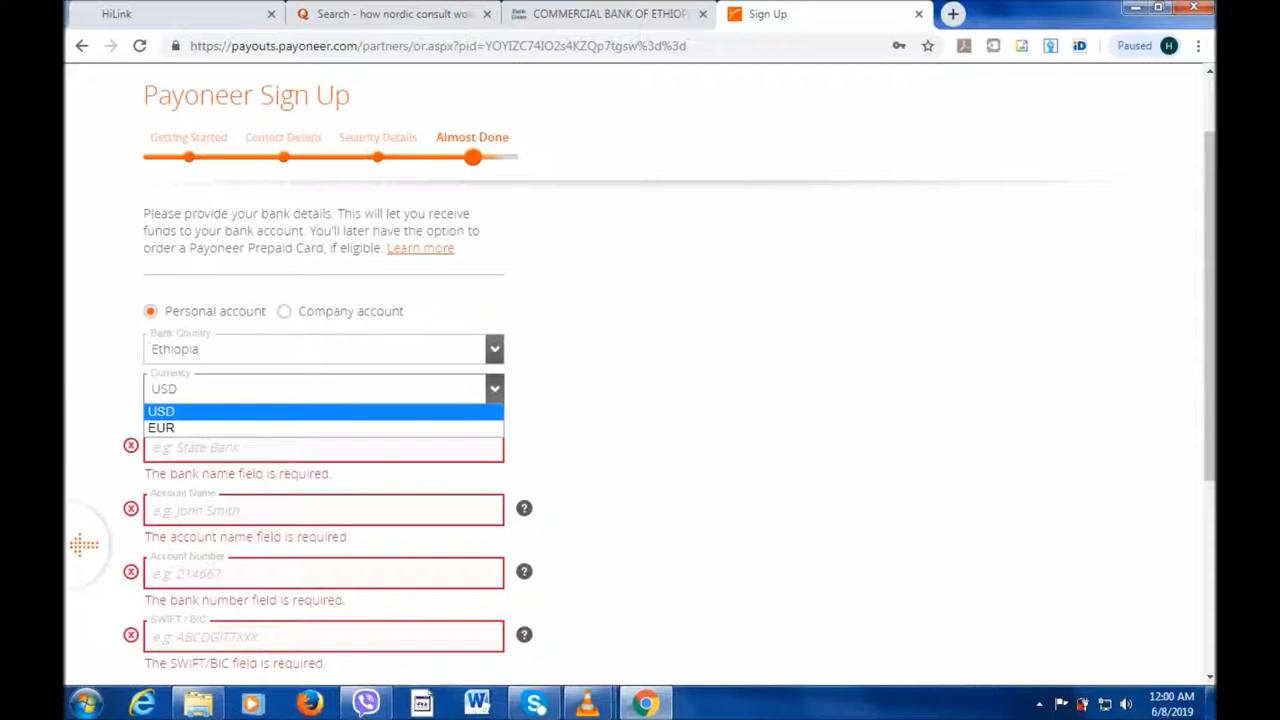 HiLink
Search - how nordic consult wo
COMMERCIAL BANK OF ETHIOP
Sign Up
https://payouts.payoneer.com/partners/or.aspx?pid=YOYIZC74IO2s4KZQp7tgsw%3d%3d
iD
Paused
H
Payoneer Sign Up
Getting Started
Contact Details
Security Details
Almost Done
Please provide your bank details. This will let you receive
funds to your bank account. You'll later have the option to
order a Payoneer Prepaid Card, if eligible. Learn more
Personal account
Company account
Bank Country
Ethiopia
Currency
USD
USD
EUR
e.g: State Bank
The bank name field is required.
Account Name
e.g: John Smith
?
The account name field is required.
Account Number
e.g: 214667
?
The bank number field is required.
SWIFT / BIC
e.g: ABCDGITTXXX
?
The SWIFT/BIC field is required.
12:00 AM
6/8/2019